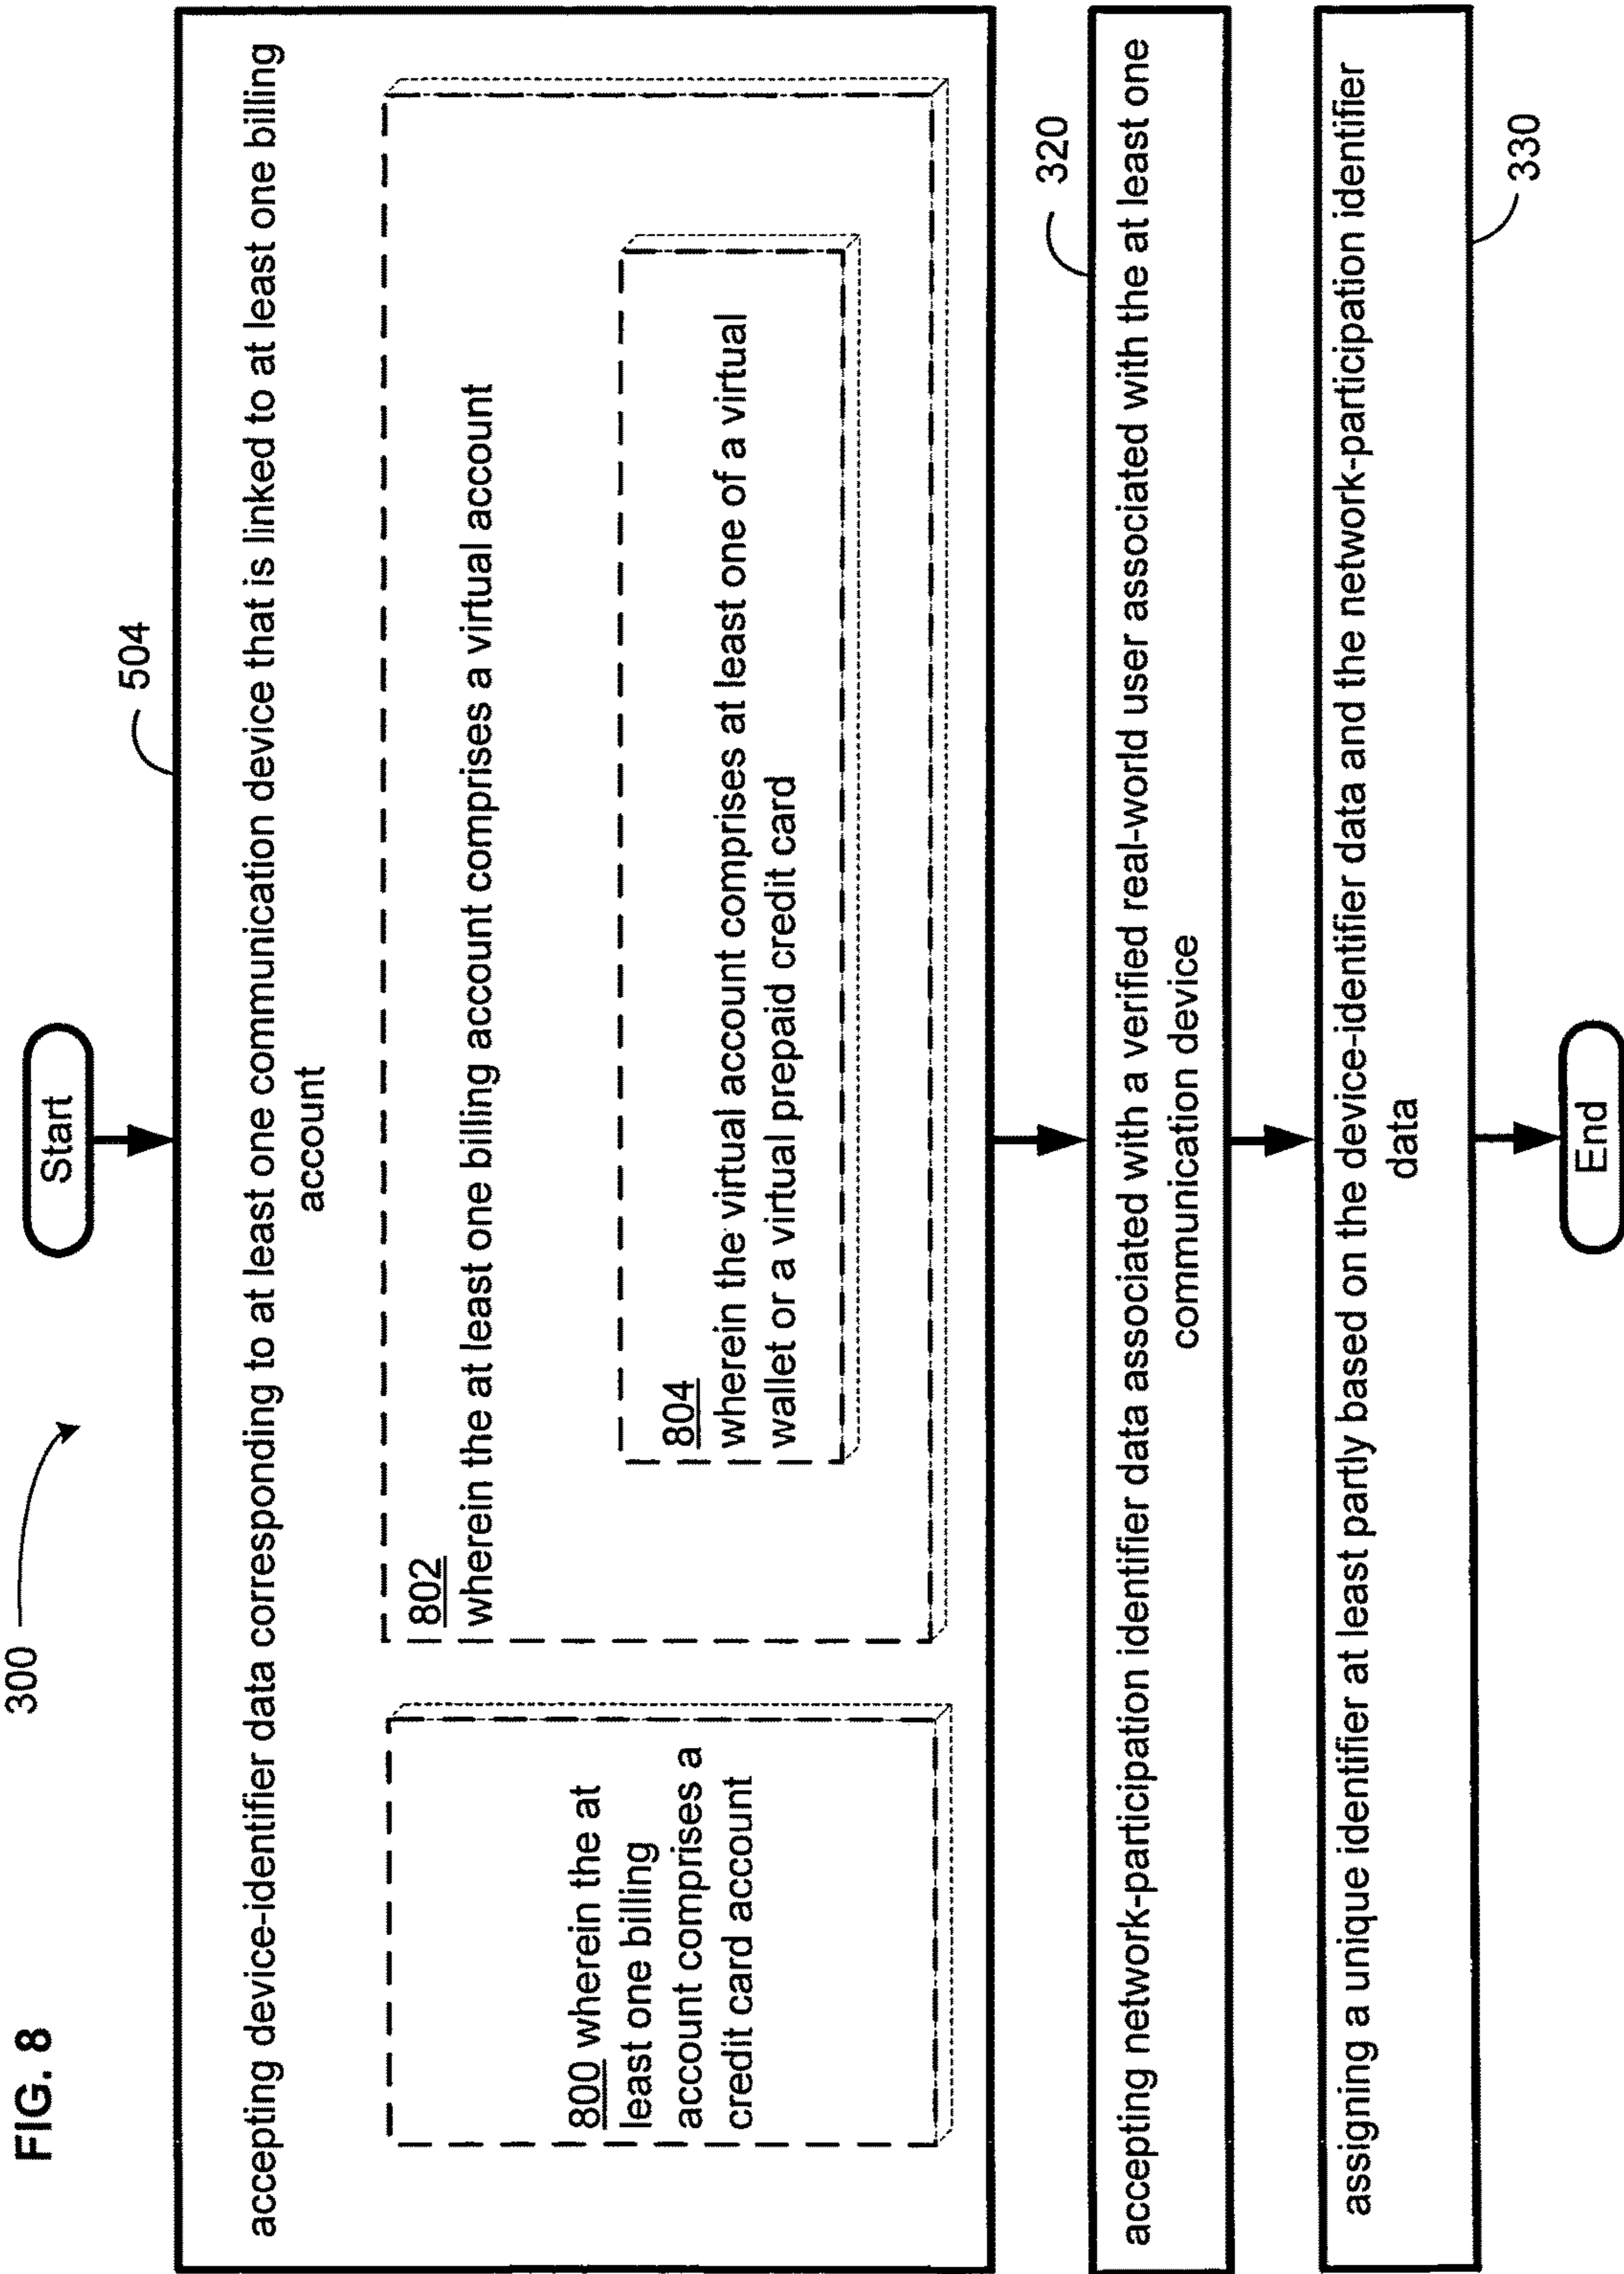 FIG. 8
300
Start
504
accepting device-identifier data corresponding to at least one communication device that is linked to at least one billing
account
800 wherein the at
least one billing
account comprises a
credit card account
802
wherein the at least one billing account comprises a virtual account
804
wherein the virtual account comprises at least one of a virtual
wallet or a virtual prepaid credit card
320
accepting network-participation identifier data associated with a verified real-world user associated with the at least one
communication device
assigning a unique identifier at least partly based on the device-identifier data and the network-participation identifier
data
330
End